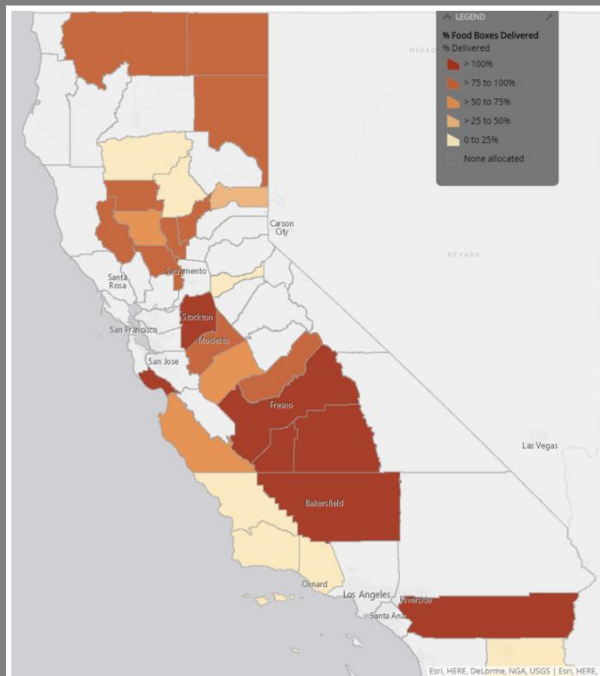 LEGEND
% Food Boxes Delivered
% Delivered
> 100%
> 75 to 100%
> 50 to 75%
> 25 to 50%
0 to 25%
None allocated
NEVADA
Carson
City
NEVADA
Sacramento
Santa
Rosa
Stockton
San Francisco
Modesto
San Jose
Fresno
Las Vegas
Bakersfield
Oxnard
Los Angeles
Riverside
Santa Ana
Esri, HERE, DeLorme, NGA, USGS | Esri, HERE,